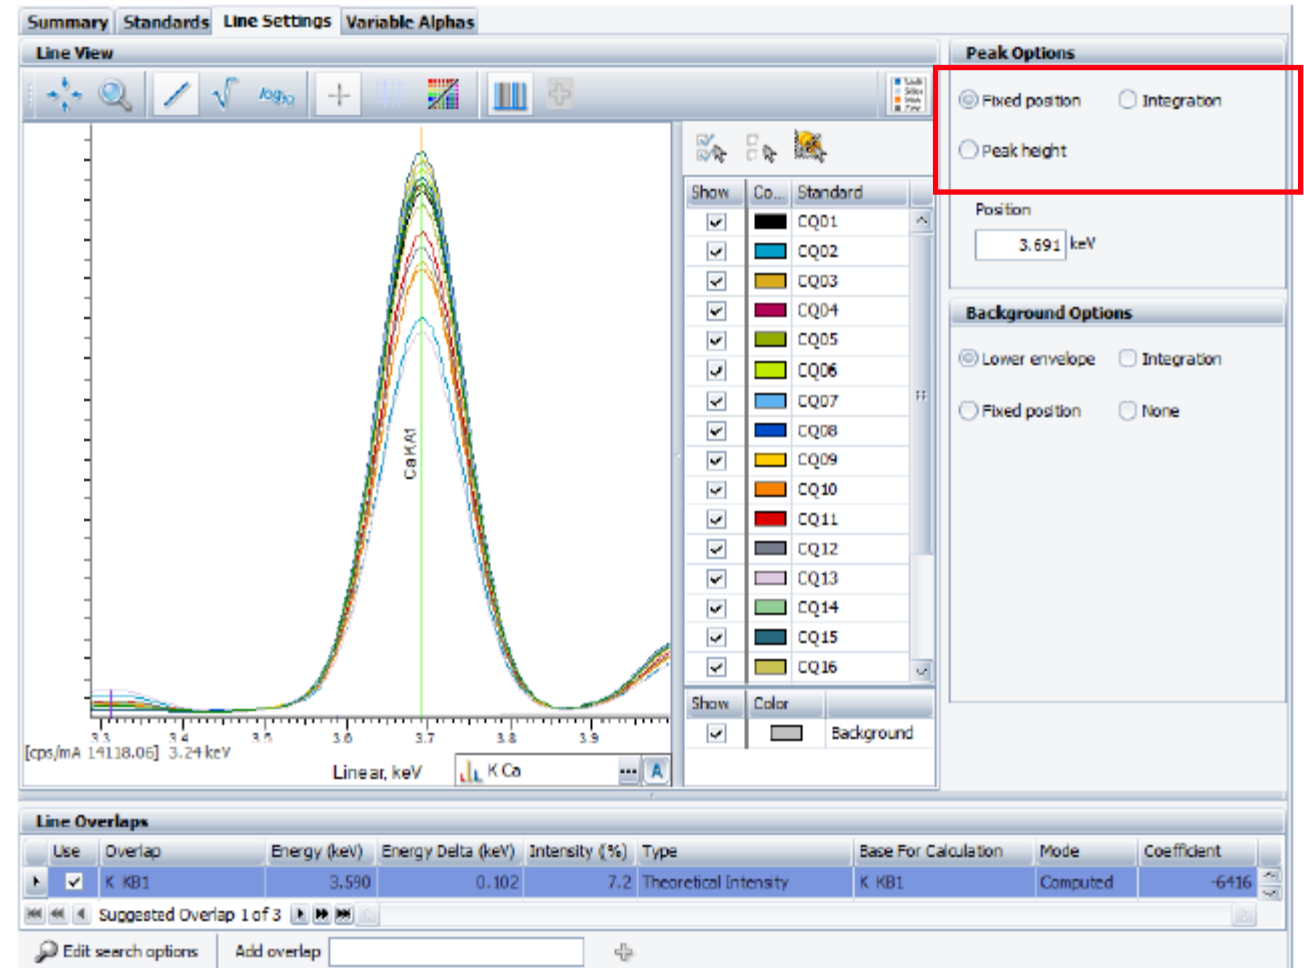 Summary Standards Line Settings Variable Alphas
Line View
log10
Peak Options
Fixed position Integration
Peak height
Position
3.691 keV
Background Options
Lower envelope Integration
Fixed position None
Show Co... Standard
CQ01
CQ02
CQ03
CQ04
CQ05
CQ06
CQ07
CQ08
CQ09
CQ10
CQ11
CQ12
CQ13
CQ14
CQ15
CQ16
Show Color
Background
Ca KA1
3.3 3.4 3.5 3.6 3.7 3.8 3.9
[cps/mA 14118.06] 3.24 keV
Linear, keV K Ca ... A
Line Overlaps
Use Overlap Energy (keV) Energy Delta (keV) Intensity (%) Type Base For Calculation Mode Coefficient
K KB1 3.590 0.102 7.2 Theoretical Intensity K KB1 Computed -6416
Suggested Overlap 1 of 3
Edit search options Add overlap